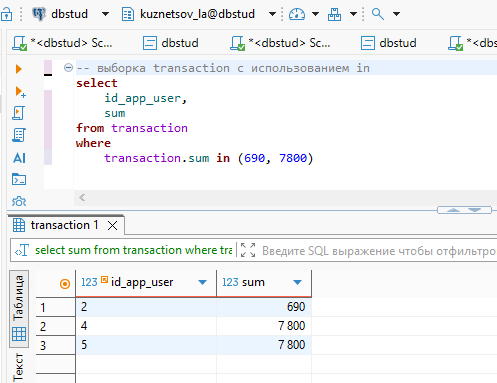 dbstud kuznetsov_la@dbstud
*<dbstud> Sc... dbstud *<dbstud> Sc... dbstud *<dbst
-- выборка transaction с использованием in
select
id_app_user,
sum
from transaction
where
transaction.sum in (690, 7800)
AI
transaction 1
select sum from transaction where tra Введите SQL выражение чтобы отфильтро
Таблица
Текст
123 id_app_user 123 sum
1 2 690
2 4 7 800
3 5 7 800